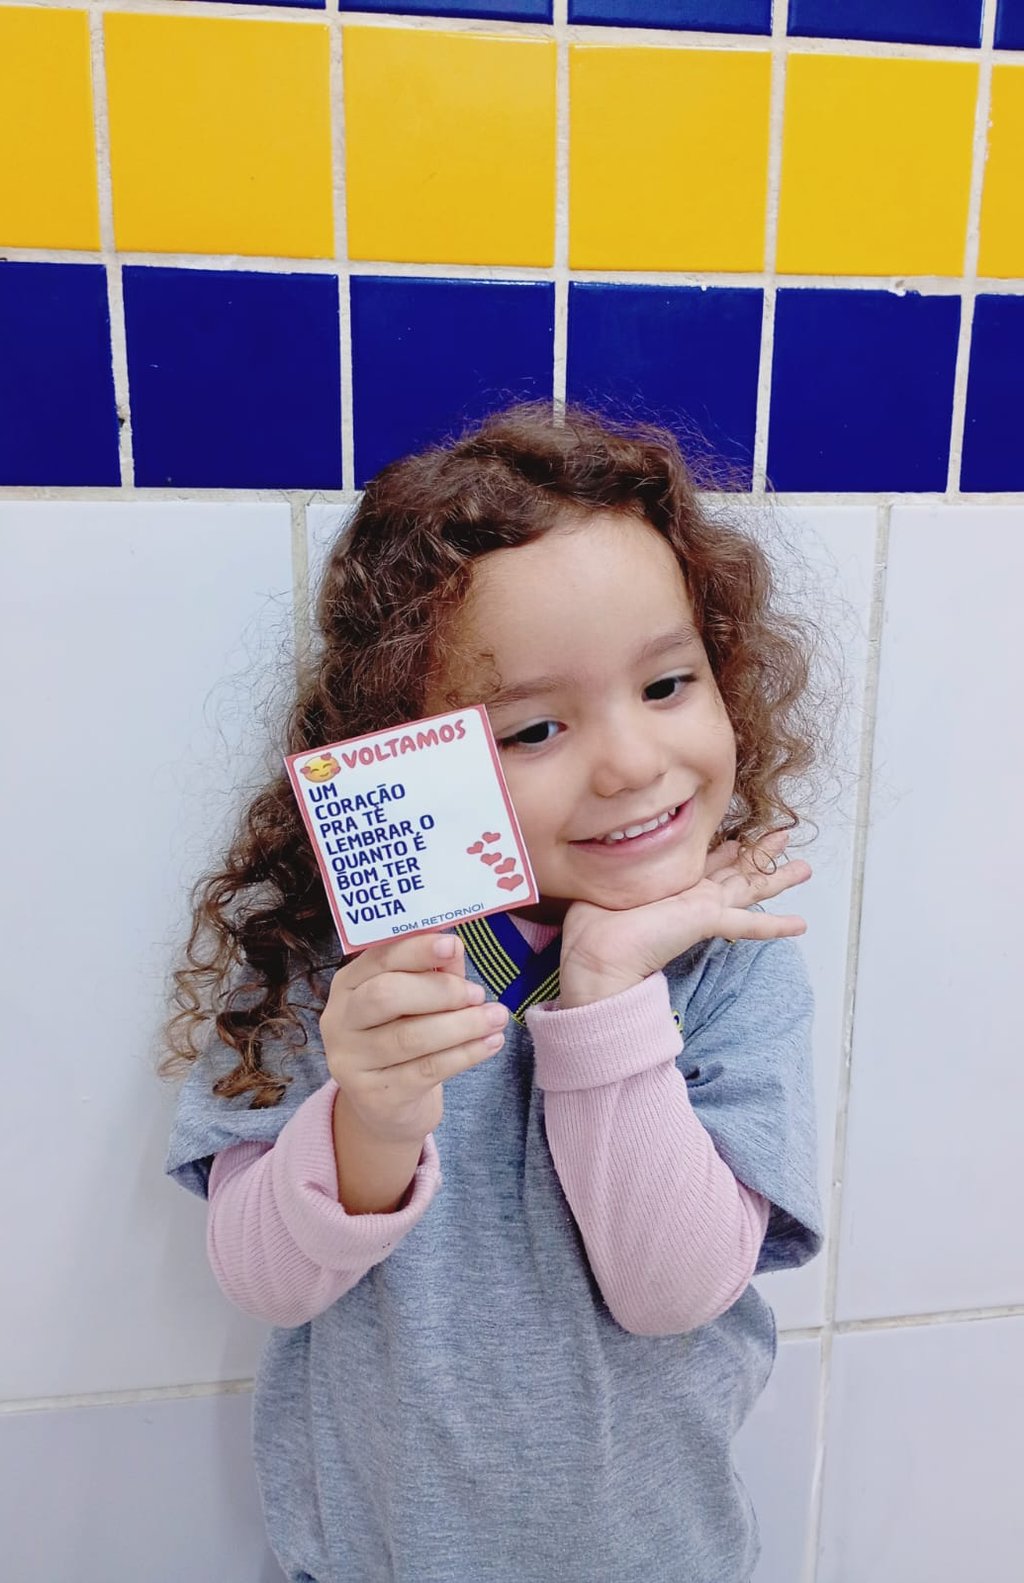 VOLTAMOS
UM
CORAÇÃO
PRA TE
LEMBRAR O
QUANTO É
BOM TER
VOCÊ DE
VOLTA
BOM RETORNO!